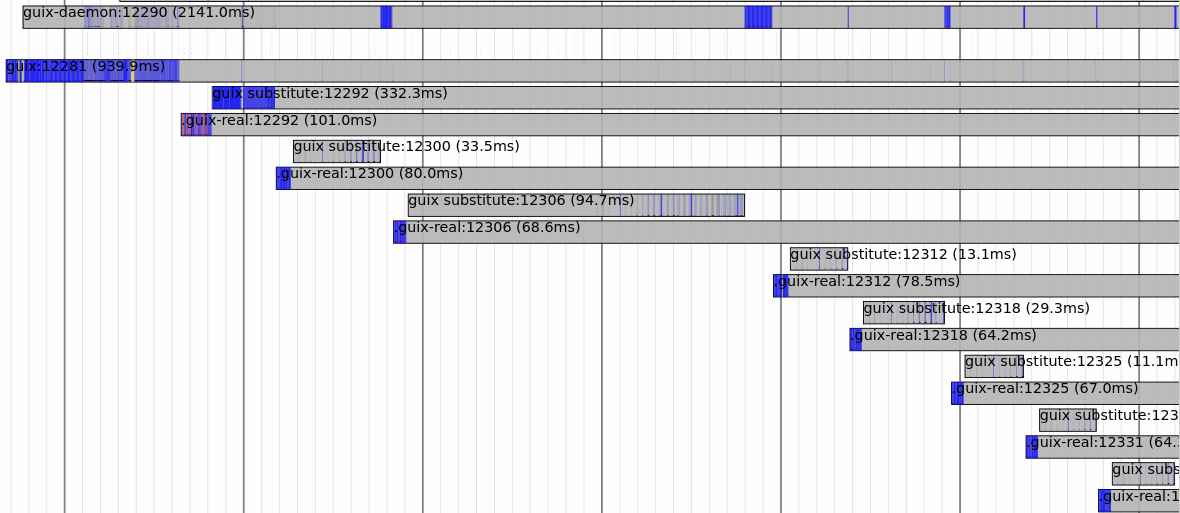 guix-daemon:12290 (2141.0ms)
guix:12281 (939.9ms)
guix substitute:12292 (332.3ms)
.guix-real:12292 (101.0ms)
guix substitute:12300 (33.5ms)
.guix-real:12300 (80.0ms)
guix substitute:12306 (94.7ms)
.guix-real:12306 (68.6ms)
guix substitute:12312 (13.1ms)
.guix-real:12312 (78.5ms)
guix substitute:12318 (29.3ms)
.guix-real:12318 (64.2ms)
guix substitute:12325 (11.1m
.guix-real:12325 (67.0ms)
guix substitute:123
.guix-real:12331 (64.
guix subs
.guix-real:1